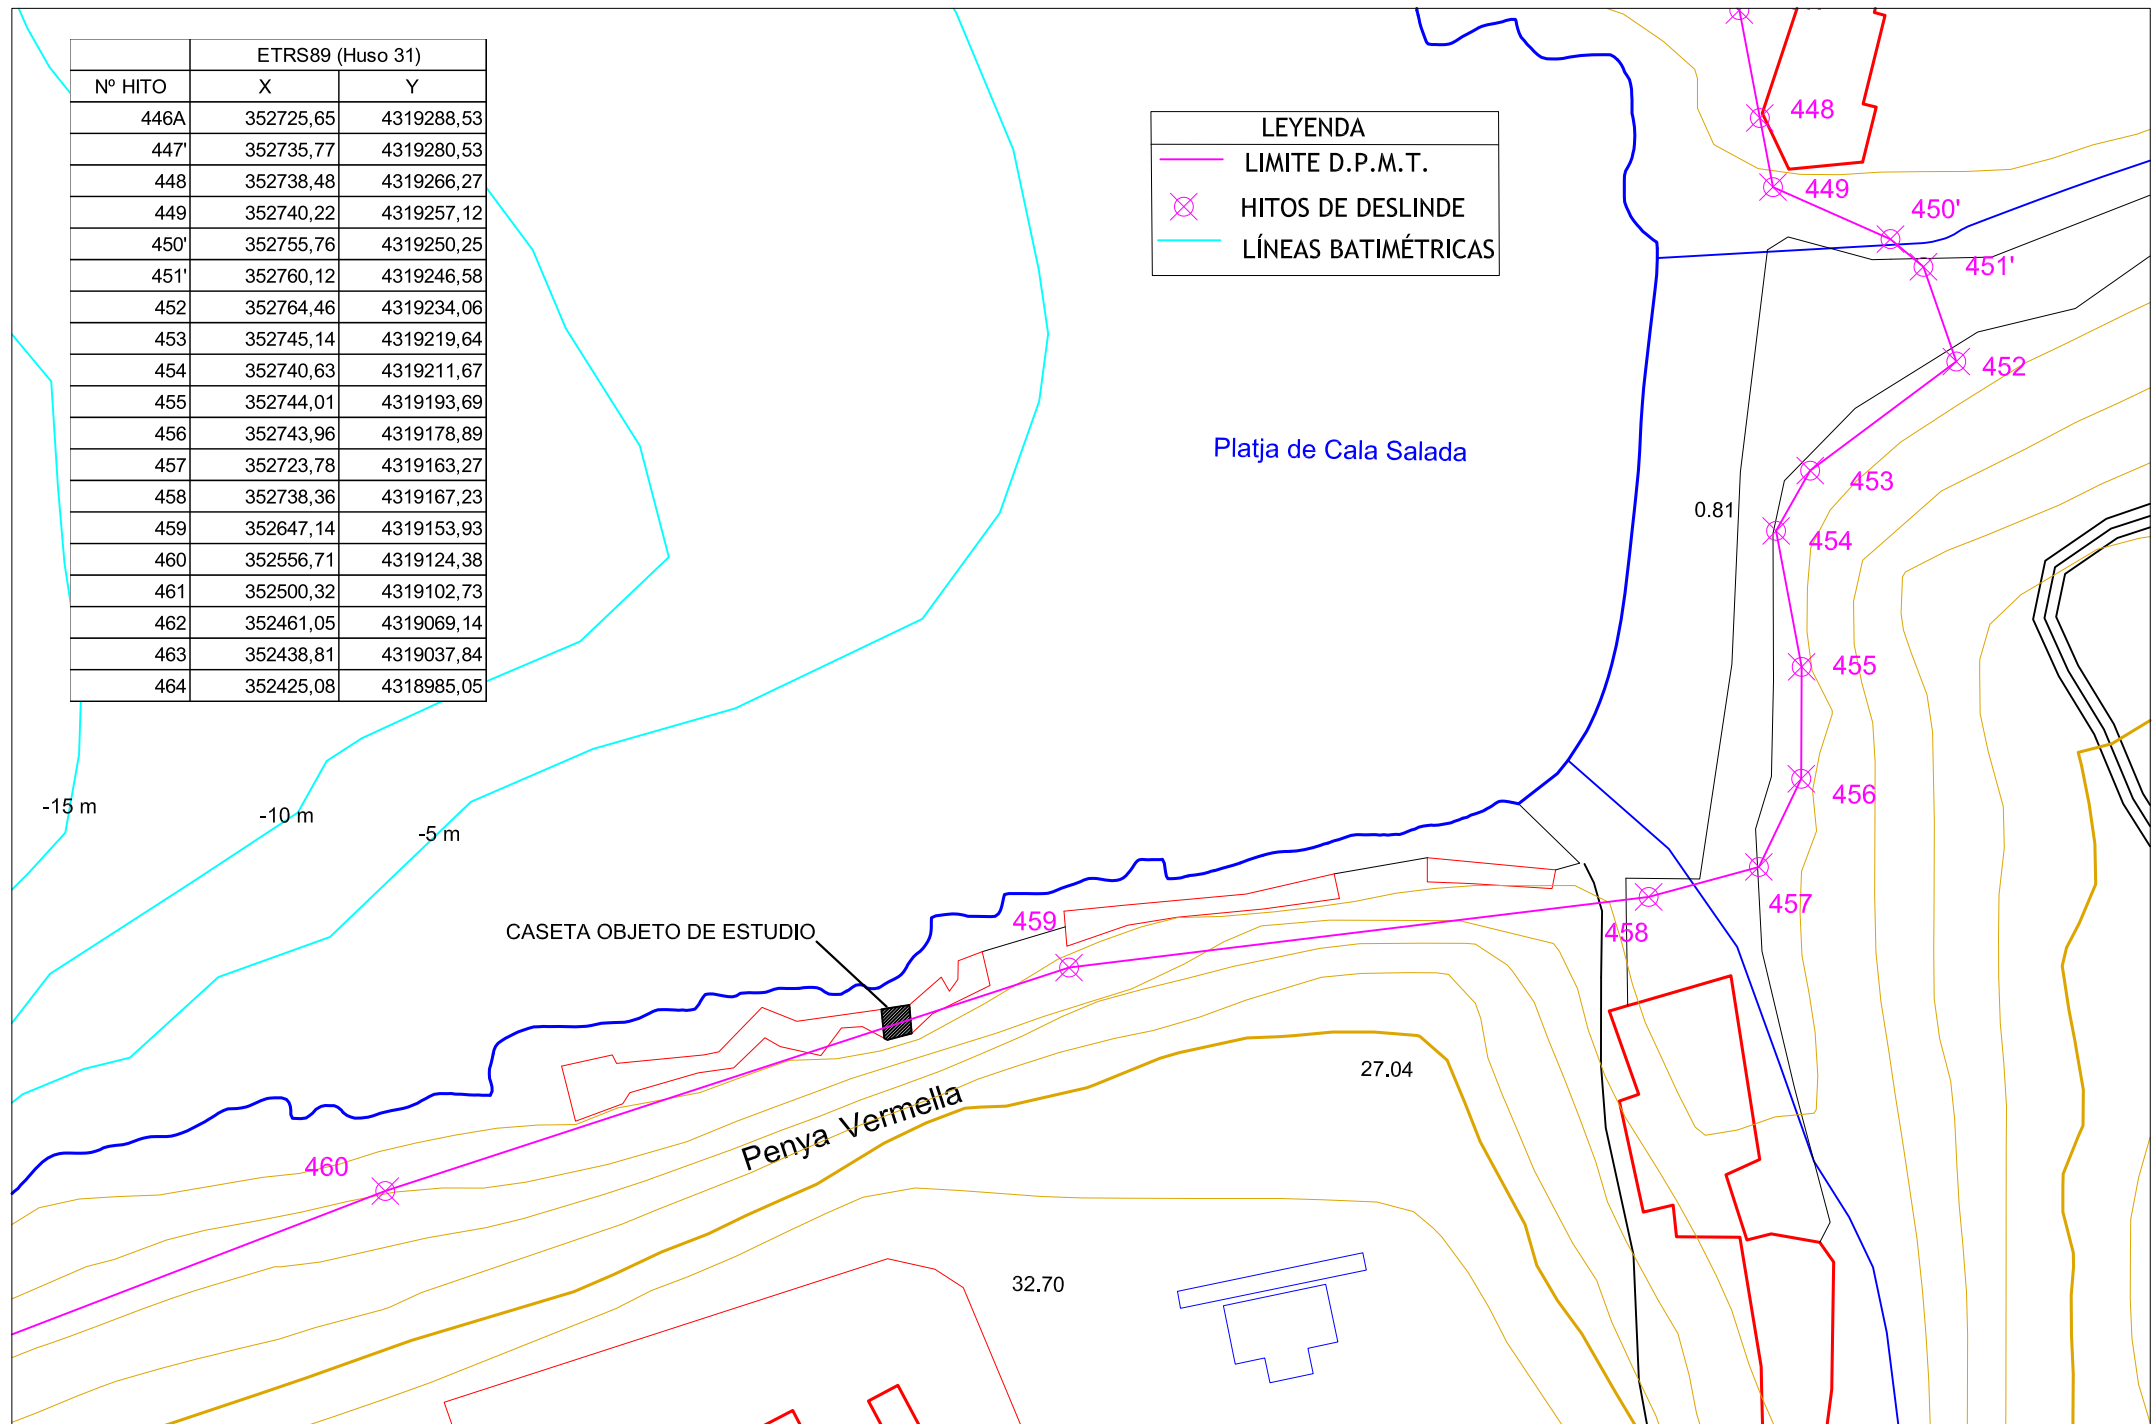 ETRS89 (Huso 31)
Nº HITO X Y
446A 352725,65 4319288,53
447' 352735,77 4319280,53
448 352738,48 4319266,27
449 352740,22 4319257,12
450' 352755,76 4319250,25
451' 352760,12 4319246,58
452 352764,46 4319234,06
453 352745,14 4319219,64
454 352740,63 4319211,67
455 352744,01 4319193,69
456 352743,96 4319178,89
457 352723,78 4319163,27
458 352738,36 4319167,23
459 352647,14 4319153,93
460 352556,71 4319124,38
461 352500,32 4319102,73
462 352461,05 4319069,14
463 352438,81 4319037,84
464 352425,08 4318985,05
LEYENDA
LIMITE D.P.M.T.
HITOS DE DESLINDE
LÍNEAS BATIMÉTRICAS
448
449
450'
451'
452
Platja de Cala Salada
453
0.81
454
455
456
-15 m
-10 m
-5 m
457
459
458
CASETA OBJETO DE ESTUDIO
27.04
Penya Vermella
460
32.70